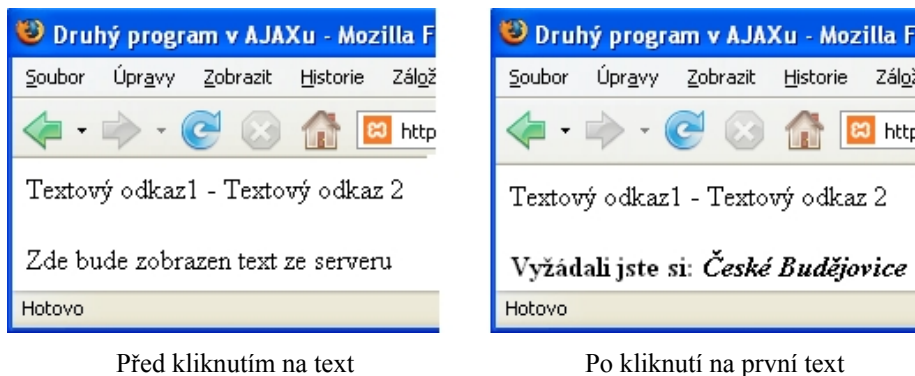 Druhý program v AJAXu - Mozilla F
Soubor Úpravy Zobrazit Historie Zálož
http
Textový odkaz1 - Textový odkaz 2
Zde bude zobrazen text ze serveru
Hotovo
Před kliknutím na text
Druhý program v AJAXu - Mozilla F
Soubor Úpravy Zobrazit Historie Zálož
http
Textový odkaz1 - Textový odkaz 2
Vyžádali jste si: České Budějovice
Hotovo
Po kliknutí na první text